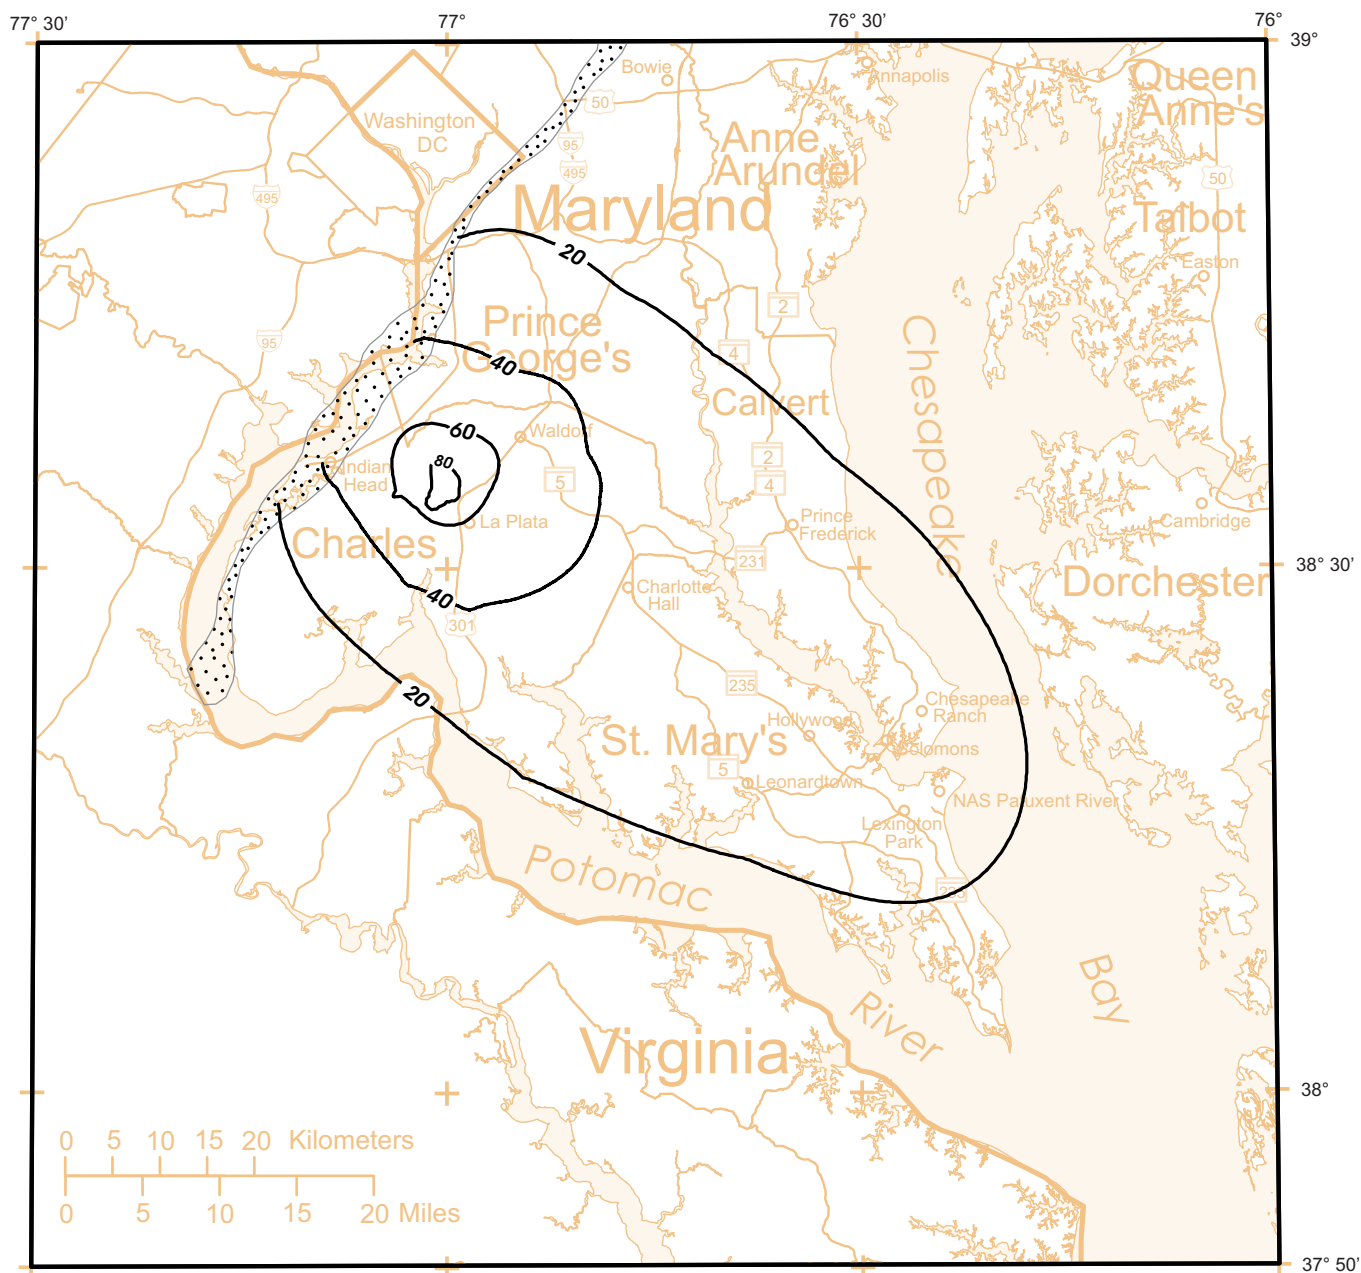 77° 30’
77°
76° 30’
76°
39°
Bowie
50
Annapolis
Queen
Anne's
Washington
DC
95
Anne
Arundel
495
495
50
Maryland
Talbot
20
Easton
2
Prince
George's
95
4
40
Chesapeake
Bay
Calvert
60
Waldorf
2
80
Indian
Head
5
4
La Plata
Prince
Frederick
Cambridge
Charles
231
38° 30’
Dorchester
Charlotte
Hall
40
301
235
20
Chesapeake
Ranch
Hollywood
St. Mary's
Solomons
5
Leonardtown
NAS Patuxent River
Lexington
Park
Potomac
River
235
Virginia
38°
0 5 10 15 20 Kilometers
0 5 10 15 20 Miles
37° 50’